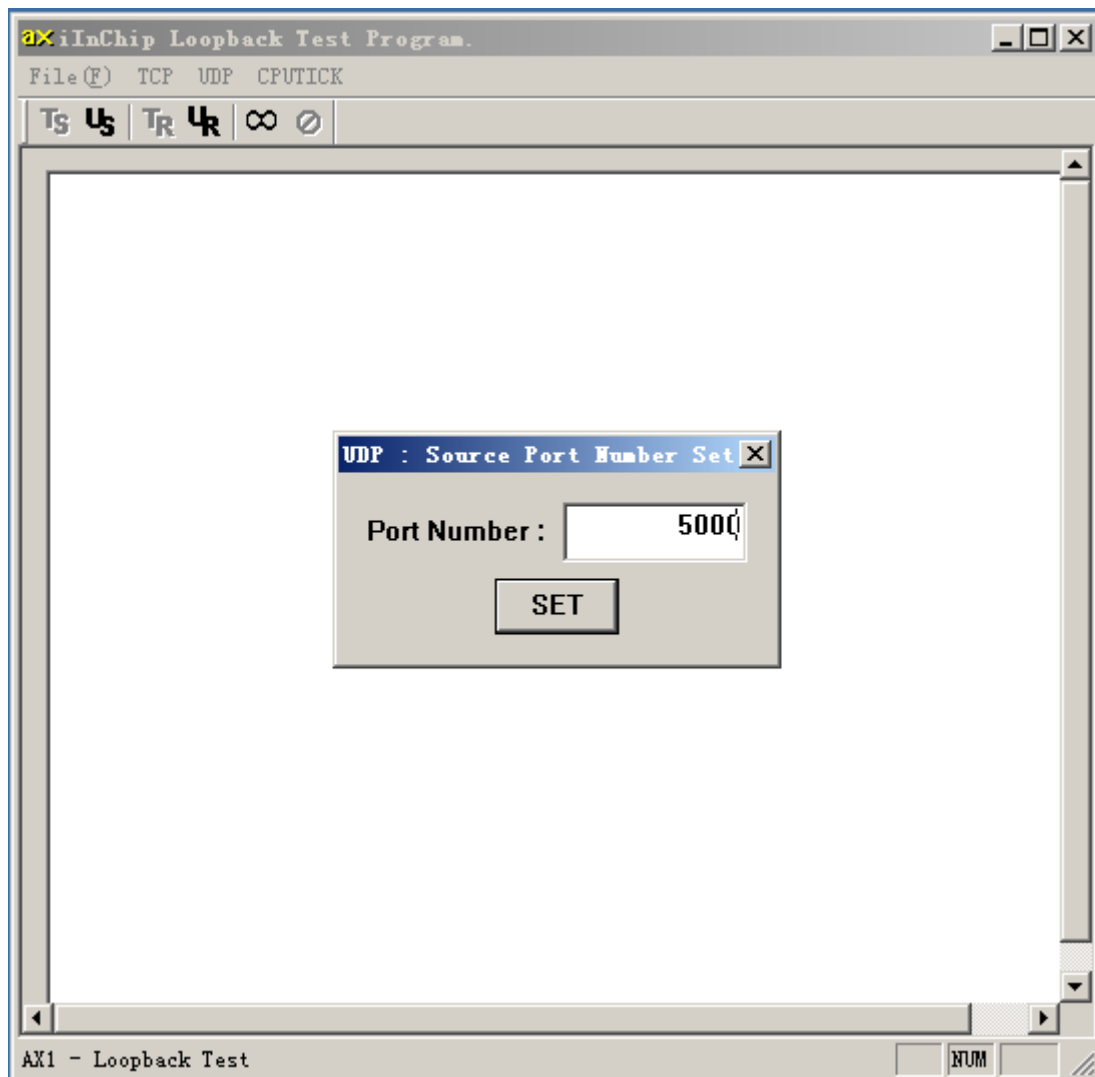 ax iInChip Loopback Test Program.
File(F) TCP UDP CPUTICK
TS US TR UR
UDP : Source Port Number Set
Port Number : 5000
SET
AX1 - Loopback Test NUM